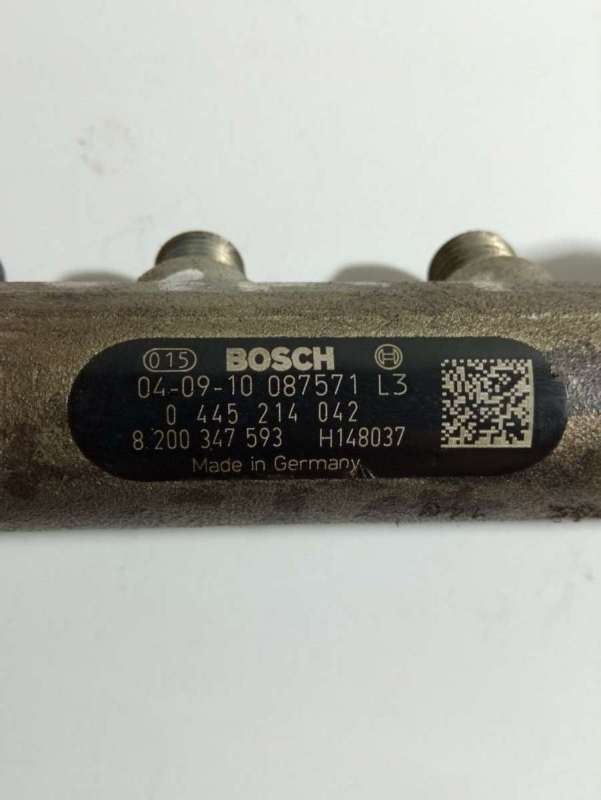 015 BOSCH
04-09-10 087571 L3
0 445 214 042
8 200 347 593 H148037
Made in Germany